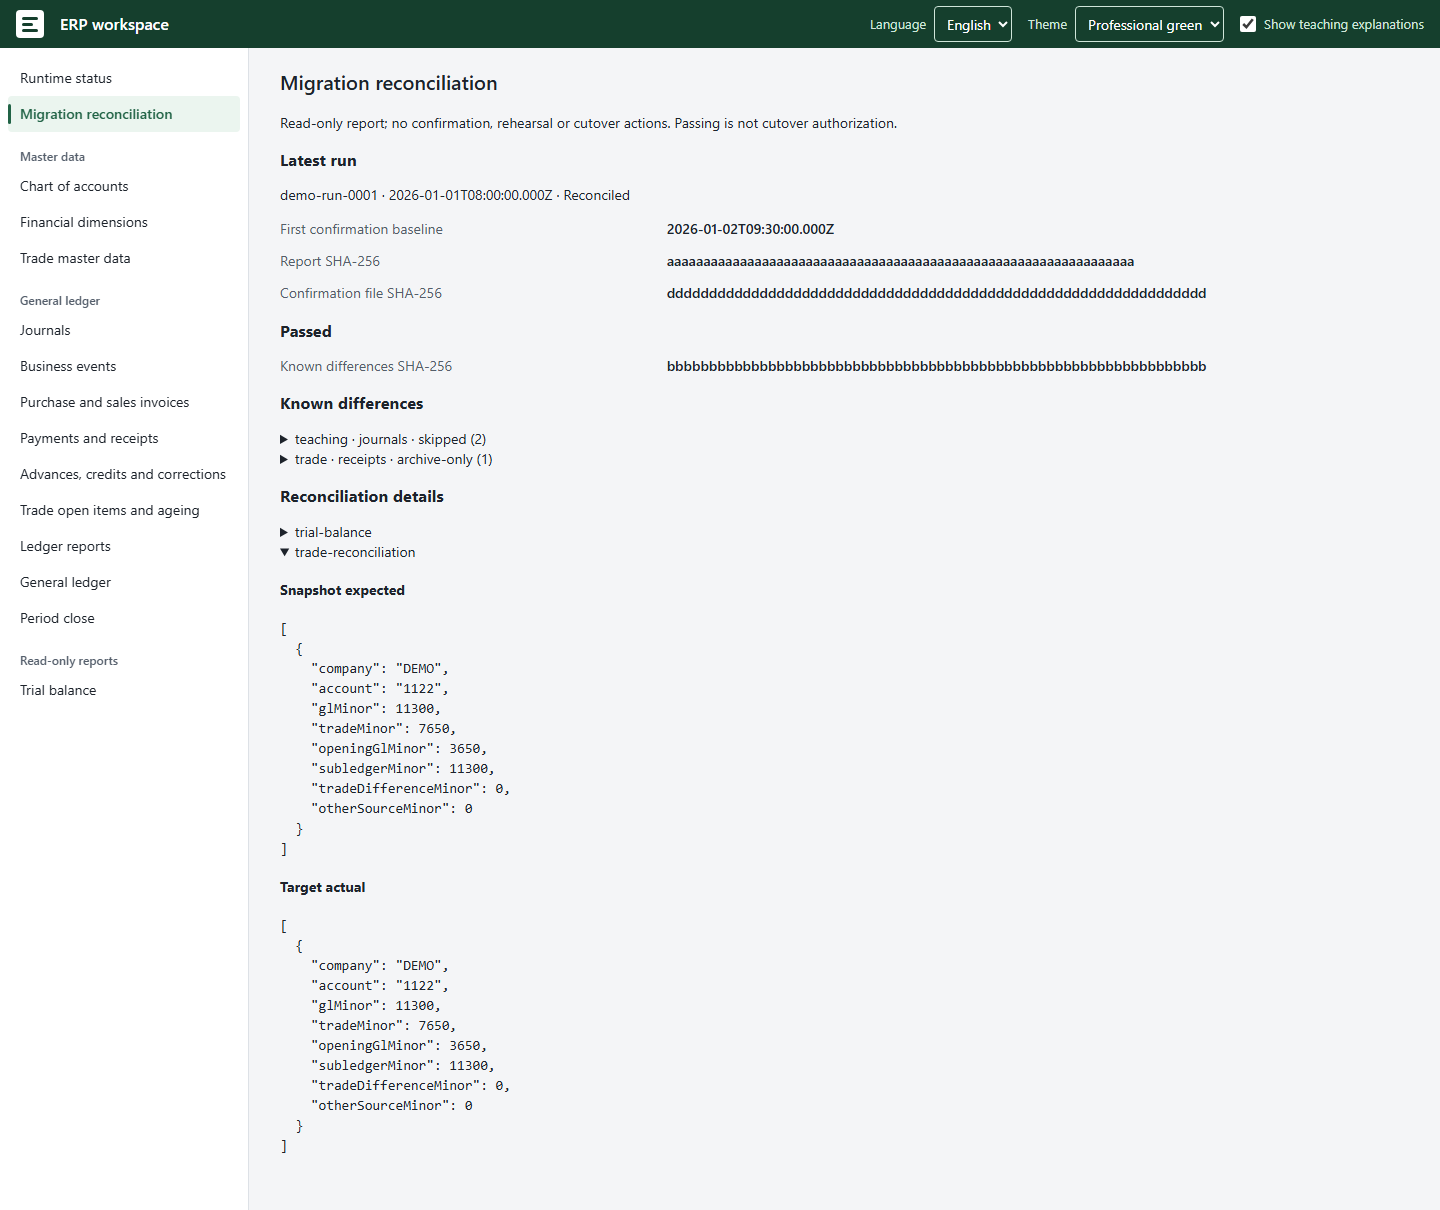 ERP workspace
Language English Theme Professional green Show teaching explanations
Runtime status
Migration reconciliation
Master data
Chart of accounts
Financial dimensions
Trade master data
General ledger
Journals
Business events
Purchase and sales invoices
Payments and receipts
Advances, credits and corrections
Trade open items and ageing
Ledger reports
General ledger
Period close
Read-only reports
Trial balance
Migration reconciliation
Read-only report; no confirmation, rehearsal or cutover actions. Passing is not cutover authorization.
Latest run
demo-run-0001 · 2026-01-01T08:00:00.000Z · Reconciled
First confirmation baseline 2026-01-02T09:30:00.000Z
Report SHA-256 aaaaaaaaaaaaaaaaaaaaaaaaaaaaaaaaaaaaaaaaaaaaaaaaaaaaaaaaaaaaaaaa
Confirmation file SHA-256 dddddddddddddddddddddddddddddddddddddddddddddddddddddddddddddddd
Passed
Known differences SHA-256 bbbbbbbbbbbbbbbbbbbbbbbbbbbbbbbbbbbbbbbbbbbbbbbbbbbbbbbbbbbbbbbb
Known differences
teaching · journals · skipped (2)
trade · receipts · archive-only (1)
Reconciliation details
trial-balance
trade-reconciliation
Snapshot expected
[
{
"company": "DEMO",
"account": "1122",
"glMinor": 11300,
"tradeMinor": 7650,
"openingGlMinor": 3650,
"subledgerMinor": 11300,
"tradeDifferenceMinor": 0,
"otherSourceMinor": 0
}
]
Target actual
[
{
"company": "DEMO",
"account": "1122",
"glMinor": 11300,
"tradeMinor": 7650,
"openingGlMinor": 3650,
"subledgerMinor": 11300,
"tradeDifferenceMinor": 0,
"otherSourceMinor": 0
}
]